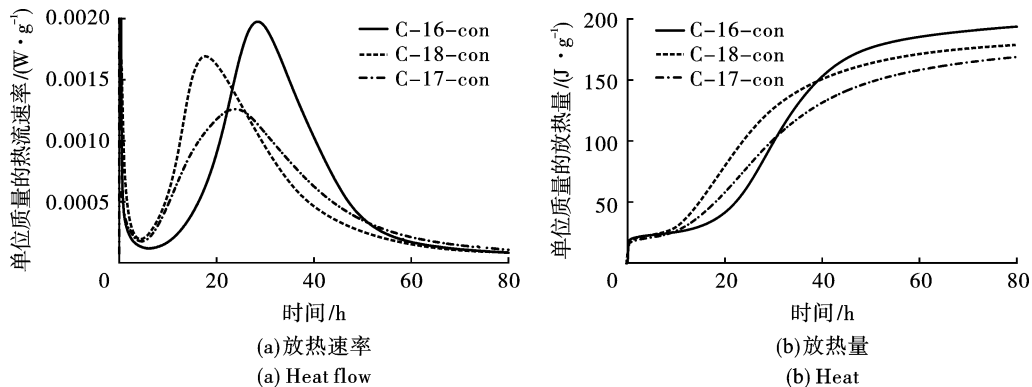 单位质量的热流速率/(W·g⁻¹)
0.0020
0.0015
0.0010
0.0005
0
20
40
60
80
C-16-con
C-18-con
C-17-con
时间/h
(a)放热速率
(a) Heat flow
单位质量的放热量/(J·g⁻¹)
200
150
100
50
0
20
40
60
80
C-16-con
C-18-con
C-17-con
时间/h
(b)放热量
(b) Heat